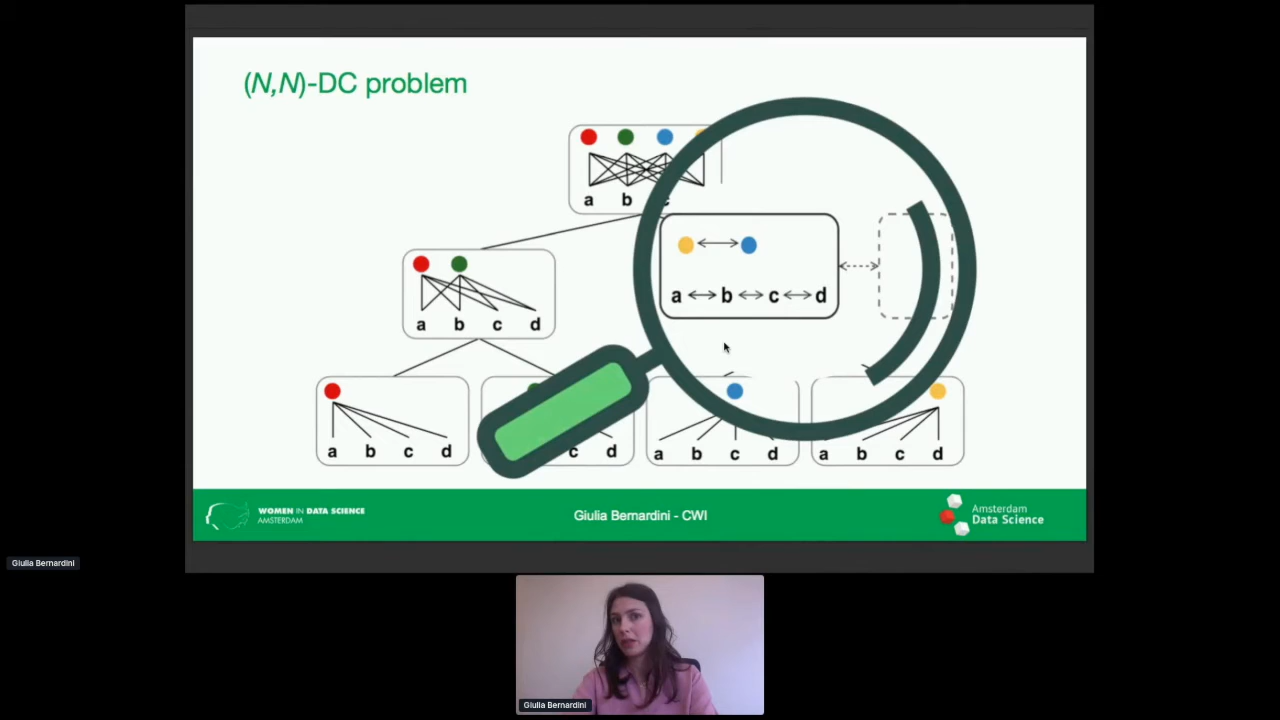 (N,N)-DC problem
a b c
a b c d
a b c d
a b c d
c d
a b c d
a b c d
WOMEN IN DATA SCIENCE
AMSTERDAM
Giulia Bernardini - CWI
Amsterdam
Data Science
Giulia Bernardini
Giulia Bernardini